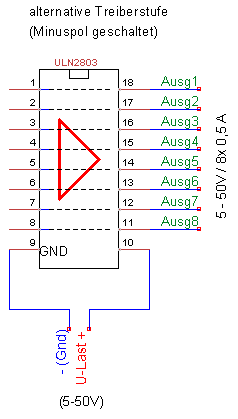 alternative Treiberstufe
(Minuspol geschaltet)
ULN2803
1 18 Ausg1
2 17 Ausg2
3 16 Ausg3
4 15 Ausg4
5 14 Ausg5
6 13 Ausg6
7 12 Ausg7
8 11 Ausg8
9 GND 10
5 - 50V / 8x 0,5 A
- (Gnd)
U-Last +
(5-50V)